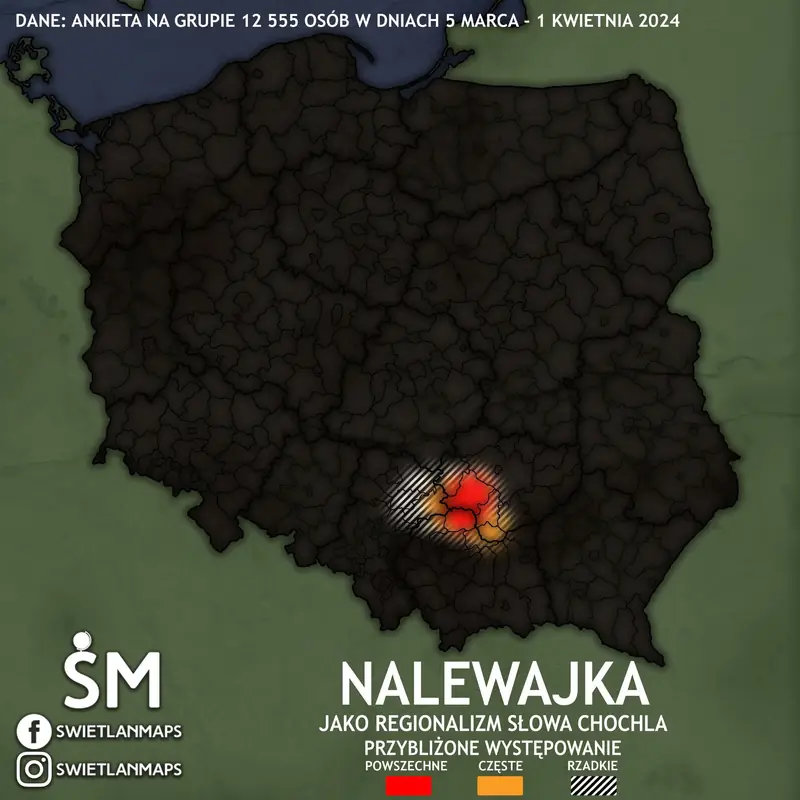 DANE: ANKIETA NA GRUPIE 12 555 OSÓB W DNIACH 5 MARCA - 1 KWIETNIA 2024
ŚM
SWIETLANMAPS
SWIETLANMAPS
NALEWAJKA
JAKO REGIONALIZM SŁOWA CHOCHLA
PRZYBLIŻONE WYSTĘPOWANIE
POWSZECHNE CZĘSTE RZADKIE